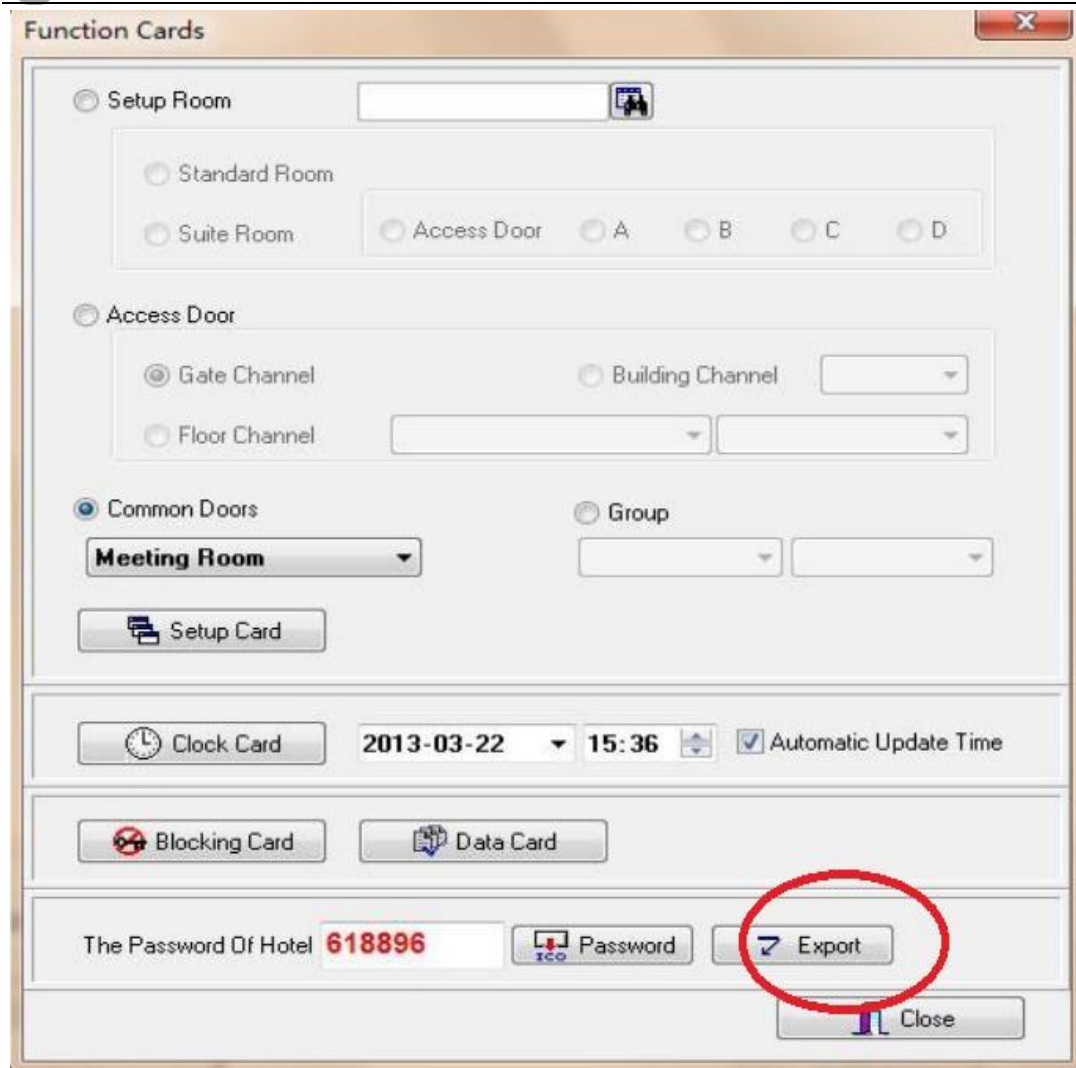 Function Cards
Setup Room
Standard Room
Suite Room Access Door A B C D
Access Door
Gate Channel Building Channel
Floor Channel
Common Doors Group
Meeting Room
Setup Card
Clock Card 2013-03-22 15:36 Automatic Update Time
Blocking Card Data Card
The Password Of Hotel 618896 ICO Password Export
Close